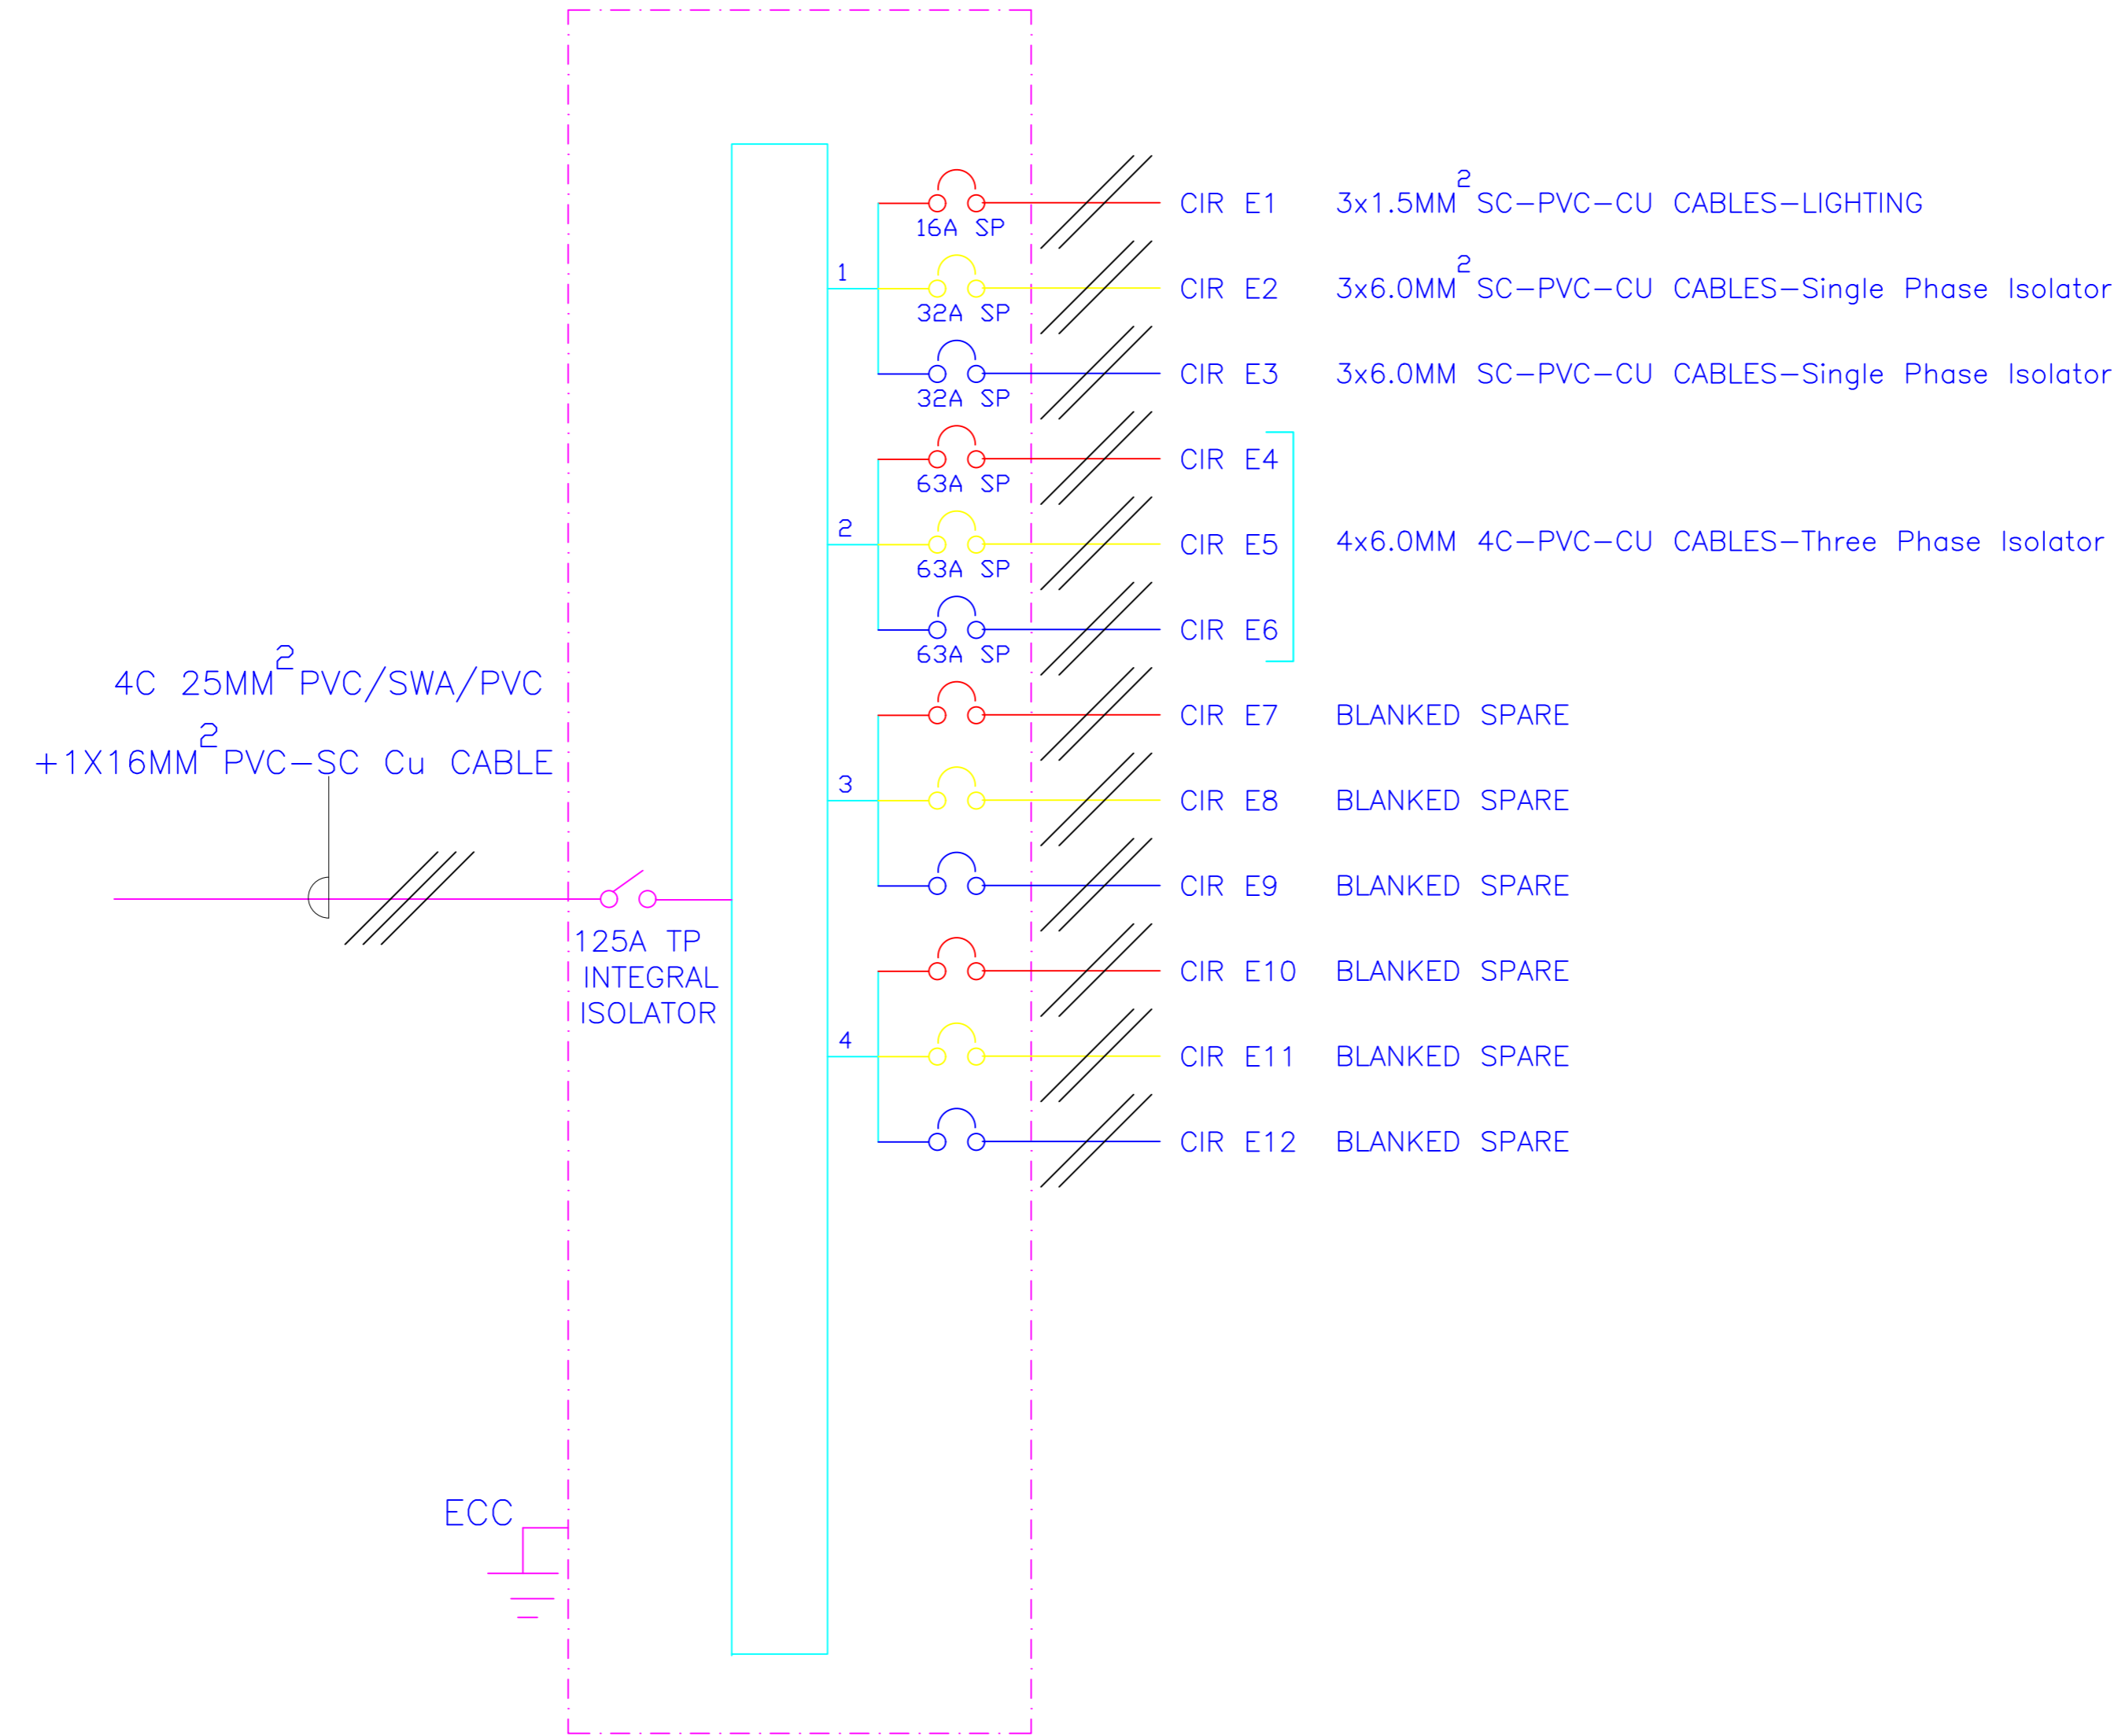 CIR E1 3x1.5MM² SC-PVC-CU CABLES-LIGHTING
16A SP
1
CIR E2 3x6.0MM² SC-PVC-CU CABLES-Single Phase Isolator
32A SP
CIR E3 3x6.0MM SC-PVC-CU CABLES-Single Phase Isolator
32A SP
CIR E4
63A SP
2
CIR E5 4x6.0MM 4C-PVC-CU CABLES-Three Phase Isolator
63A SP
CIR E6
63A SP
4C 25MM² PVC/SWA/PVC
+1X16MM² PVC-SC Cu CABLE
CIR E7 BLANKED SPARE
3
CIR E8 BLANKED SPARE
CIR E9 BLANKED SPARE
125A TP
INTEGRAL
ISOLATOR
CIR E10 BLANKED SPARE
4
CIR E11 BLANKED SPARE
CIR E12 BLANKED SPARE
ECC